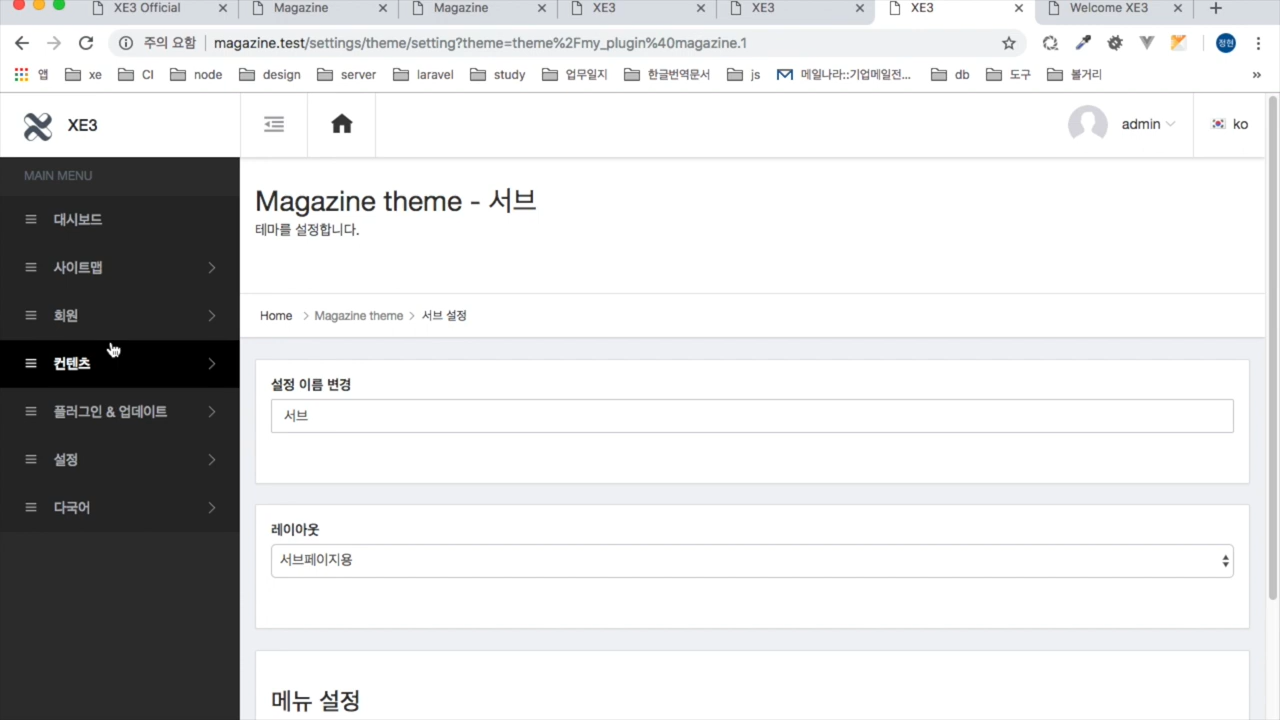 XE3 Official
Magazine
Magazine
XE3
XE3
XE3
Welcome XE3
주의 요함
magazine.test/settings/theme/setting?theme=theme%2Fmy_plugin%40magazine.1
정현
앱
xe
CI
node
design
server
laravel
study
업무일지
한글번역문서
js
메일나라::기업메일전...
db
도구
볼거리
»
XE3
admin
ko
MAIN MENU
대시보드
사이트맵
회원
컨텐츠
플러그인 & 업데이트
설정
다국어
Magazine theme - 서브
테마를 설정합니다.
Home > Magazine theme > 서브 설정
설정 이름 변경
서브
레이아웃
서브페이지용
메뉴 설정